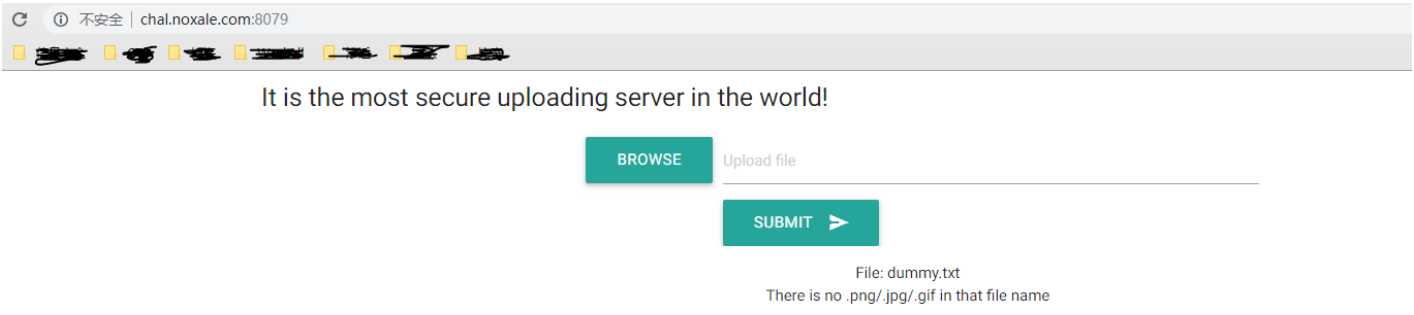 不安全 | chal.noxale.com:8079
It is the most secure uploading server in the world!
BROWSE Upload file
SUBMIT
File: dummy.txt
There is no .png/.jpg/.gif in that file name